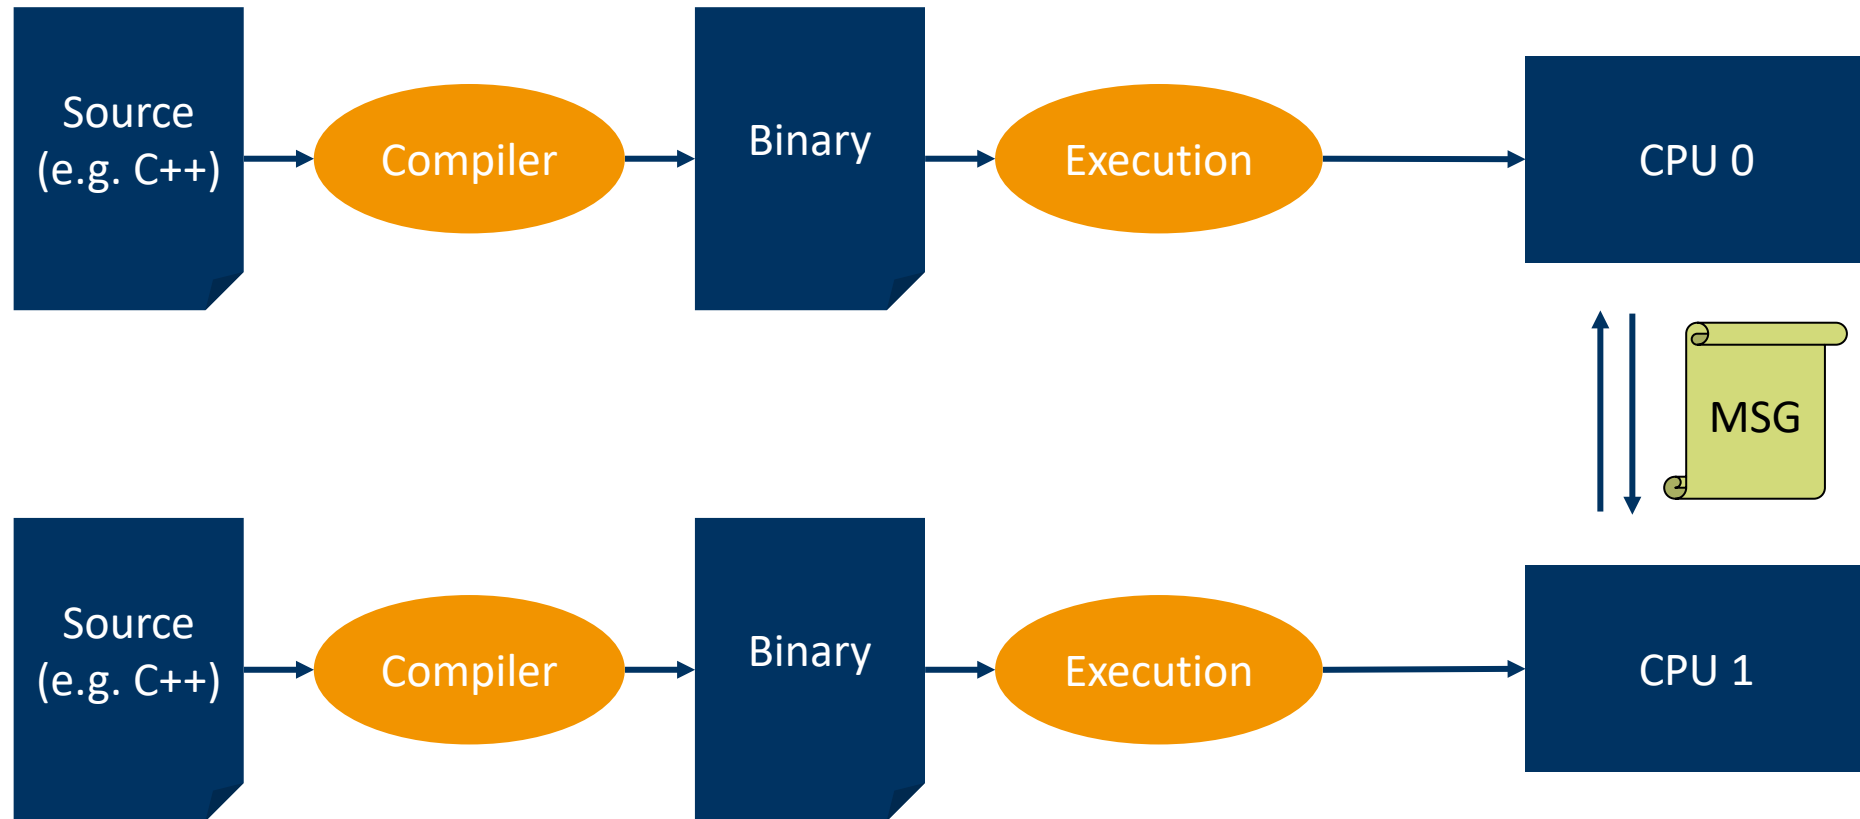 Source
(e.g. C++)
Compiler
Binary
Execution
CPU 0
MSG
Source
(e.g. C++)
Compiler
Binary
Execution
CPU 1